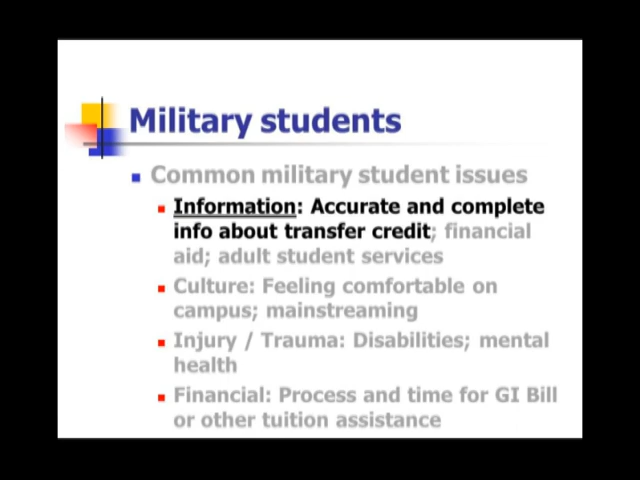 Military students
Common military student issues
Information: Accurate and complete
info about transfer credit; financial
aid; adult student services
Culture: Feeling comfortable on
campus; mainstreaming
Injury / Trauma: Disabilities; mental
health
Financial: Process and time for GI Bill
or other tuition assistance